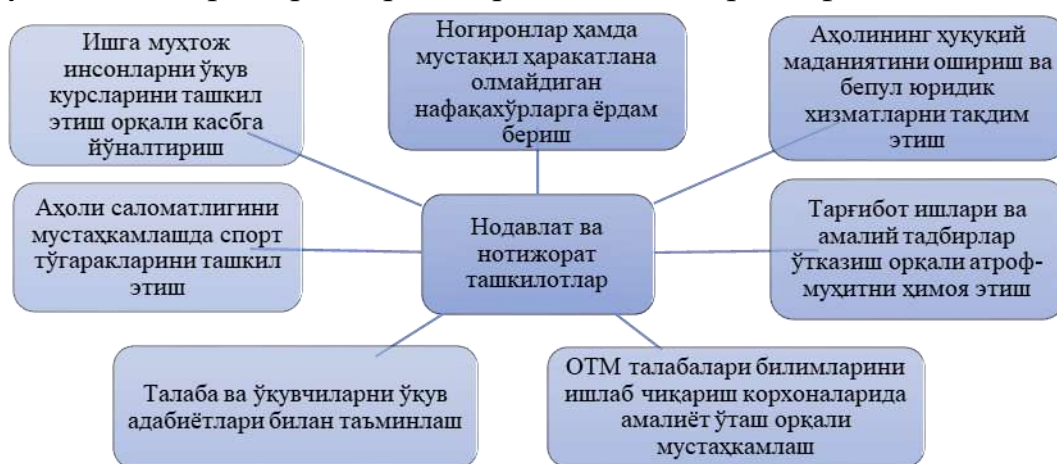 Ишга муҳтож
инсонларни ўқув
курсларини ташкил
этиш орқали касбга
йўналтириш
Ногиронлар ҳамда
мустақил ҳаракатлана
олмайдиган
нафақахўрларга ёрдам
бериш
Аҳолининг ҳуқуқий
маданиятини ошириш ва
бепул юридик
хизматларни тақдим
этиш
Аҳоли саломатлигини
мустаҳкамлашда спорт
тўгаракларини ташкил
этиш
Нодавлат ва
нотижорат
ташкилотлар
Тарғибот ишлари ва
амалий тадбирлар
ўтказиш орқали атроф-
муҳитни ҳимоя этиш
Талаба ва ўқувчиларни ўқув
адабиётлари билан таъминлаш
ОТМ талабалари билимларини
ишлаб чиқариш корхоналарида
амалиёт ўташ орқали
мустаҳкамлаш